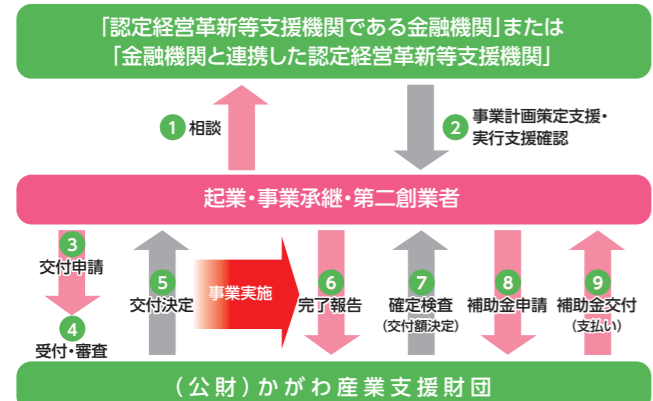 「認定経営革新等支援機関である金融機関」または
「金融機関と連携した認定経営革新等支援機関」
1 相談
2 事業計画策定支援・
実行支援確認
起業・事業承継・第二創業者
3
交付申請
4
受付・審査
5
交付決定
事業実施
6
完了報告
7
確定検査
(交付額決定)
8
補助金申請
9
補助金交付
(支払い)
(公財)かがわ産業支援財団